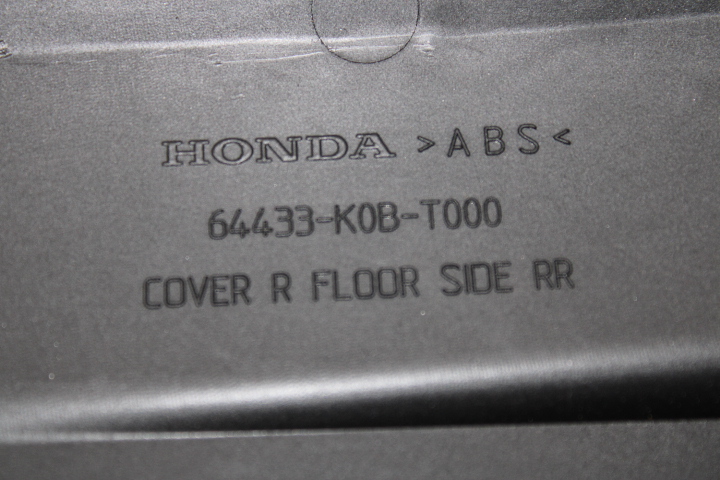 HONDA >ABS<
64433-K0B-T000
COVER R FLOOR SIDE RR